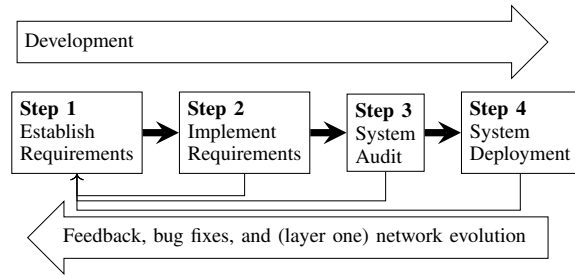 Development
Step 1
Establish
Requirements
Step 2
Implement
Requirements
Step 3
System
Audit
Step 4
System
Deployment
Feedback, bug fixes, and (layer one) network evolution